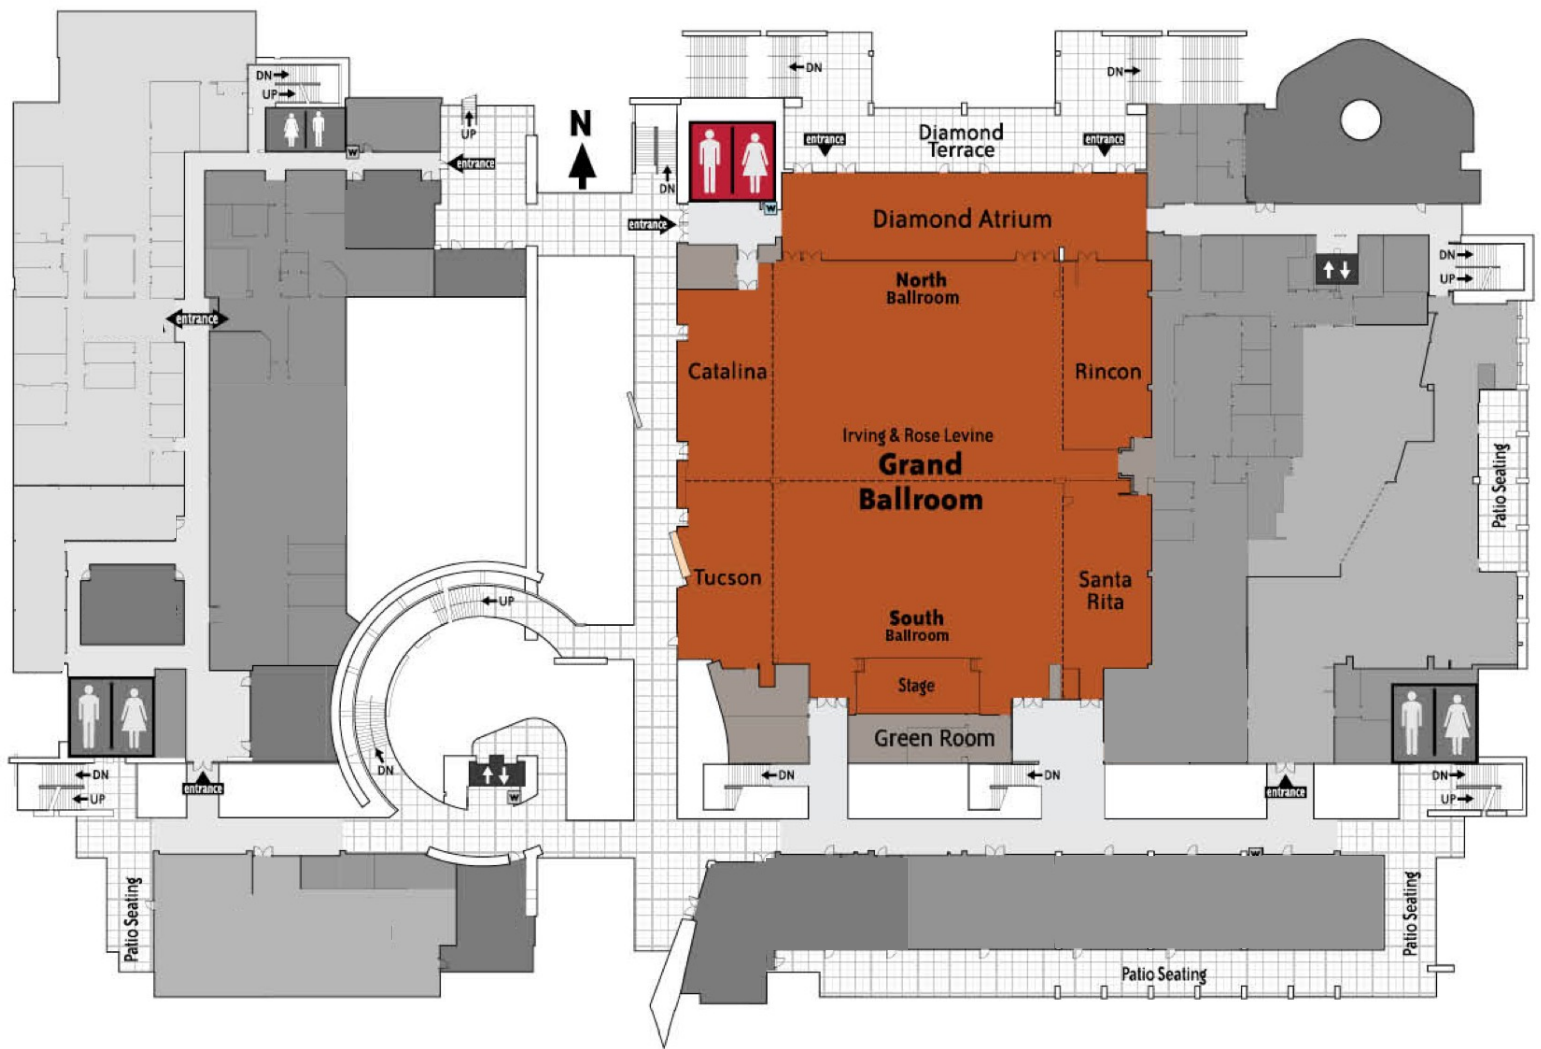 DN
UP
UP
entrance
N
DN
entrance
DN
DN
Diamond
Terrace
entrance
entrance
W
W
Diamond Atrium
DN
UP
entrance
North
Ballroom
Catalina
Rincon
Irving & Rose Levine
Grand
Ballroom
Patio Seating
Tucson
Santa
Rita
UP
South
Ballroom
Stage
Green Room
DN
DN
UP
entrance
W
DN
DN
entrance
DN
UP
W
Patio Seating
Patio Seating
Patio Seating